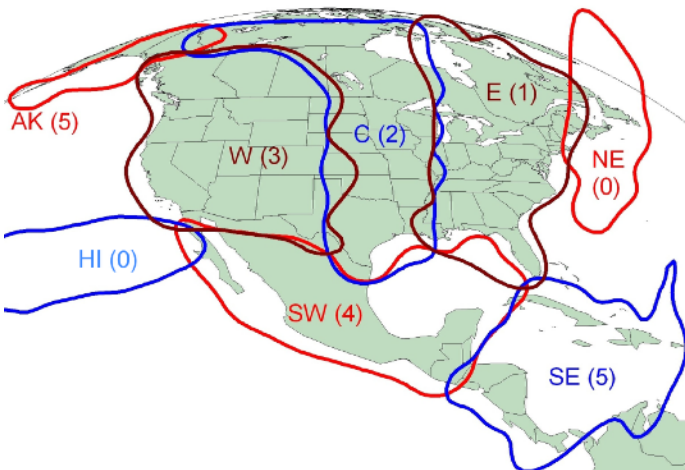 AK (5)
W (3)
C (2)
E (1)
NE
(0)
HI (0)
SW (4)
SE (5)